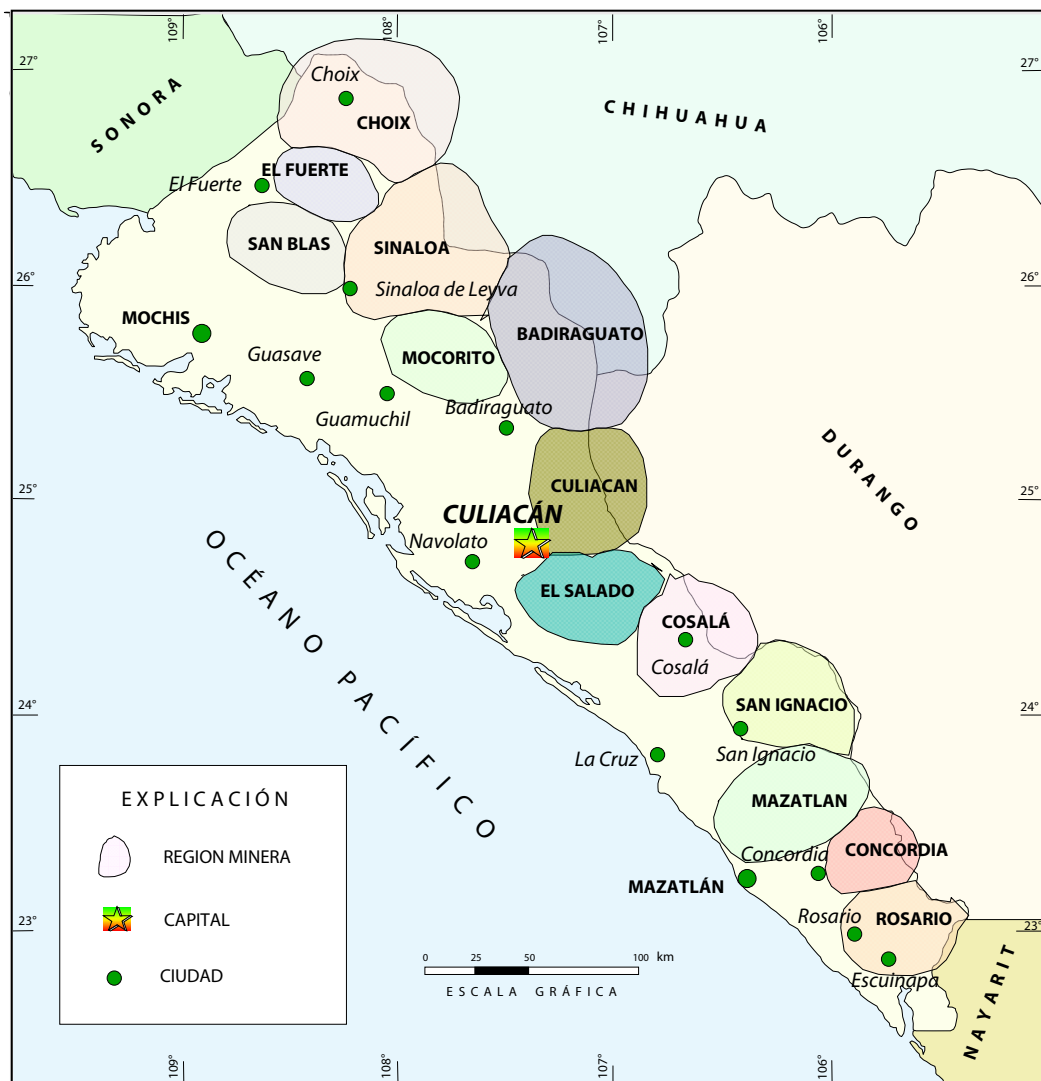 109°
108°
107°
106°
27°
27°
SONORA
CHIHUAHUA
Choix
CHOIX
EL FUERTE
El Fuerte
SAN BLAS
SINALOA
26°
26°
Sinaloa de Leyva
MOCHIS
BADIRAGUATO
Guasave
MOCORITO
Guamuchil
Badiraguato
DURANGO
25°
25°
CULIACAN
CULIACÁN
Navolato
EL SALADO
OCÉANO PACÍFICO
COSALÁ
Cosalá
SAN IGNACIO
24°
24°
San Ignacio
La Cruz
MAZATLAN
Concordia
CONCORDIA
MAZATLÁN
Rosario
ROSARIO
23°
23°
Escuinapa
NAYARIT
EXPLICACIÓN
REGION MINERA
CAPITAL
CIUDAD
0 25 50 100 km
ESCALA GRÁFICA
109°
108°
107°
106°